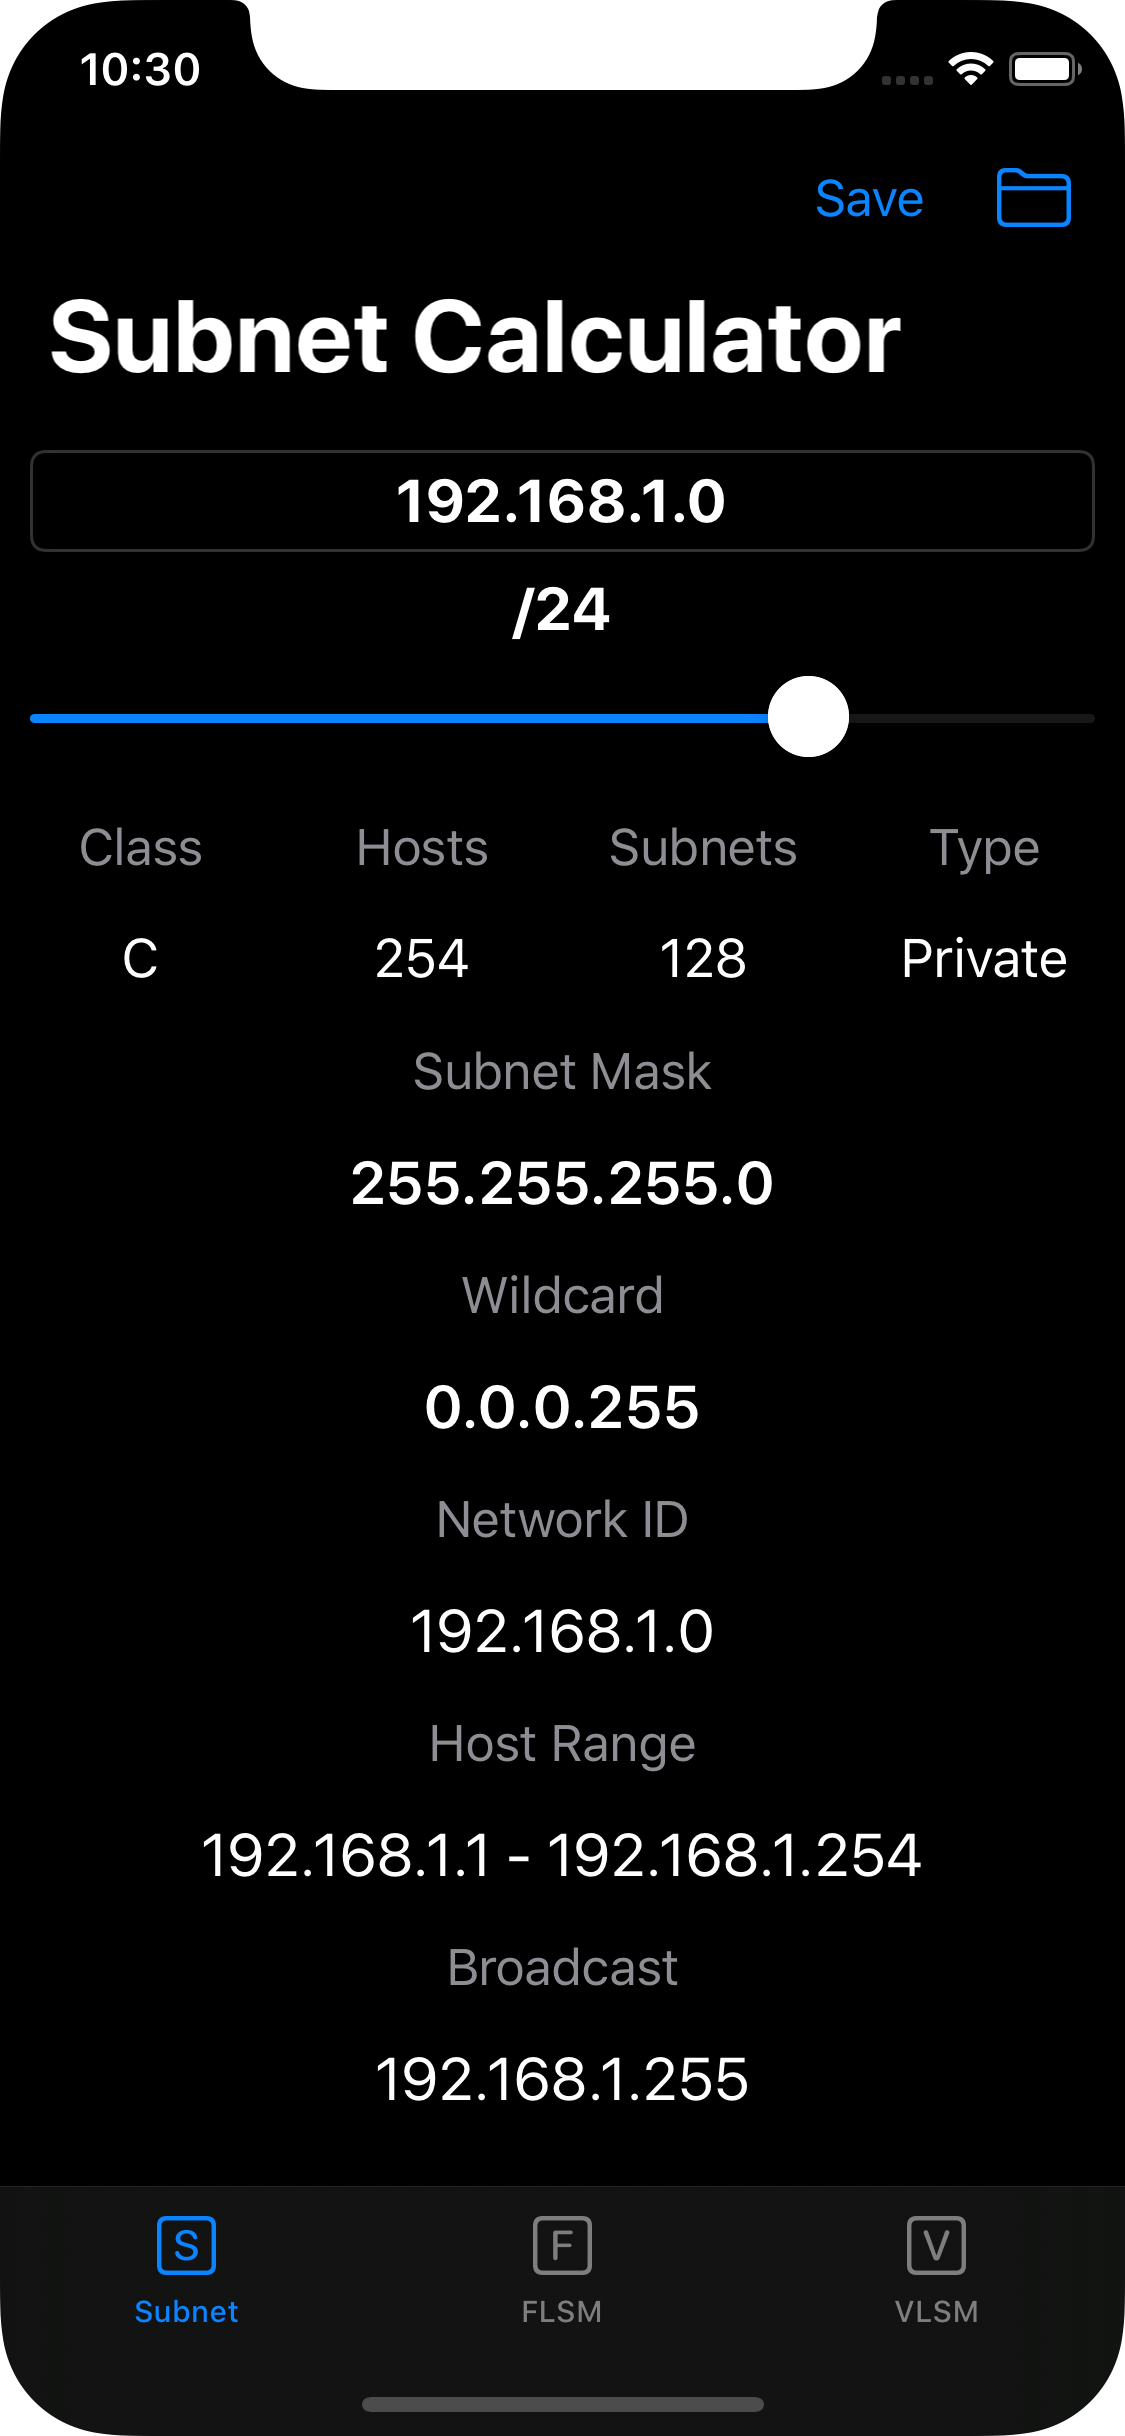 10:30
Save
Subnet Calculator
192.168.1.0
/24
Class Hosts Subnets Type
C 254 128 Private
Subnet Mask
255.255.255.0
Wildcard
0.0.0.255
Network ID
192.168.1.0
Host Range
192.168.1.1 - 192.168.1.254
Broadcast
192.168.1.255
S F V
Subnet FLSM VLSM